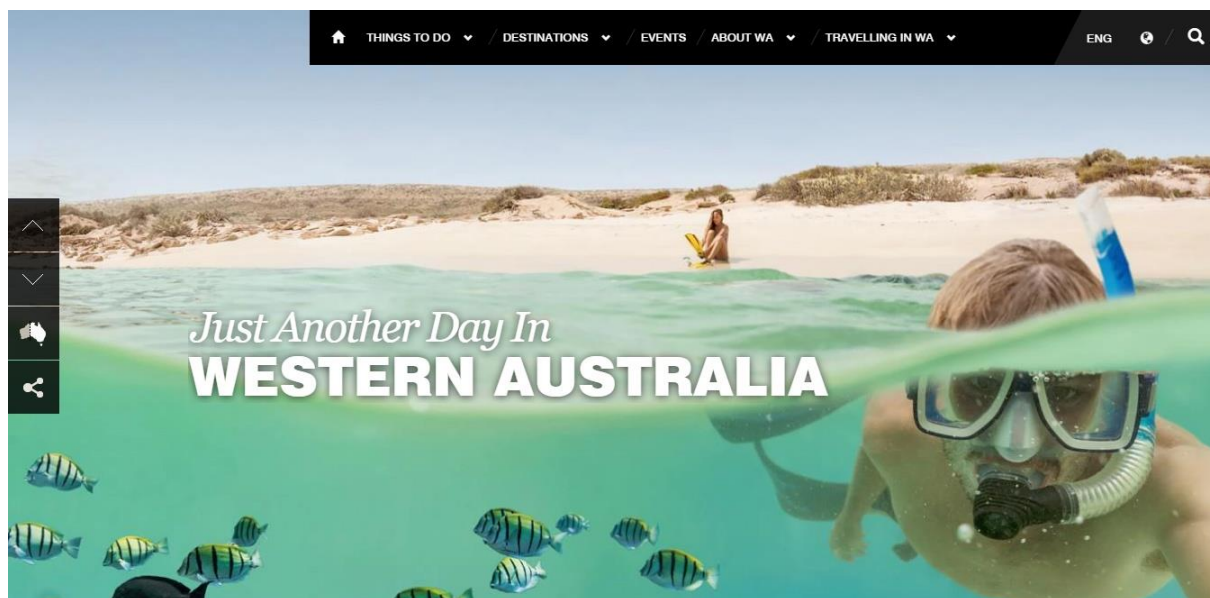 THINGS TO DO / DESTINATIONS / EVENTS / ABOUT WA / TRAVELLING IN WA ENG /
Just Another Day In
WESTERN AUSTRALIA